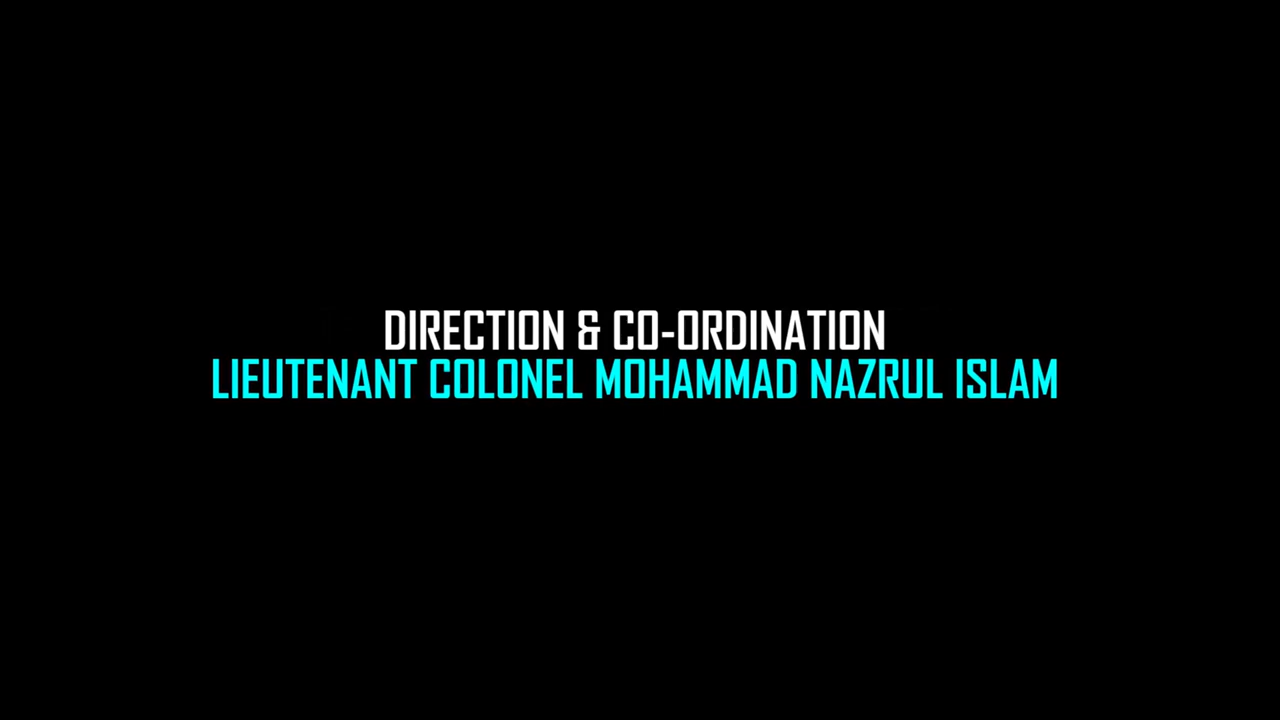 DIRECTION & CO-ORDINATION
LIEUTENANT COLONEL MOHAMMAD NAZRUL ISLAM